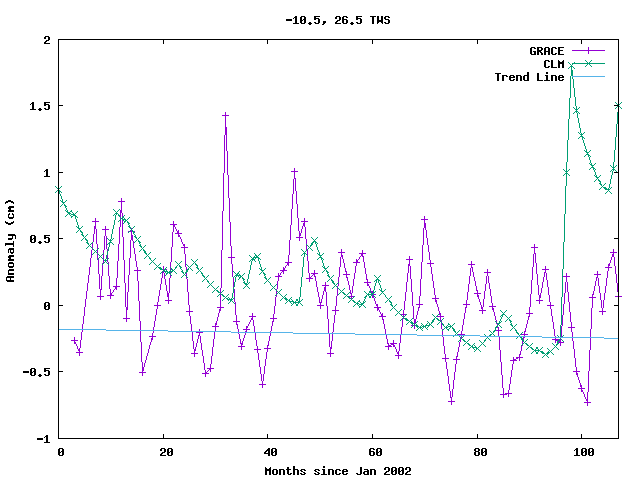 -10.5, 26.5 TWS
GRACE
CLM
Trend Line
2
1.5
1
0.5
0
-0.5
-1
Anomaly (cm)
0 20 40 60 80 100
Months since Jan 2002